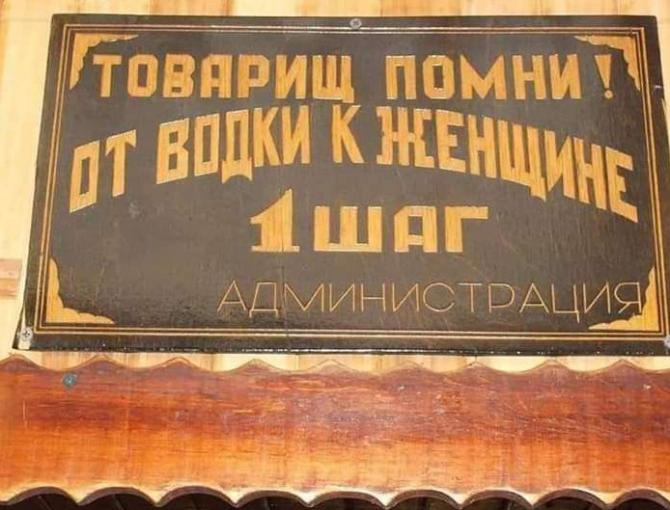 ТОВАРИЩ ПОМНИ!
ОТ ВОДКИ К ЖЕНЩИНЕ
1 ШАГ
АДМИНИСТРАЦИЯ